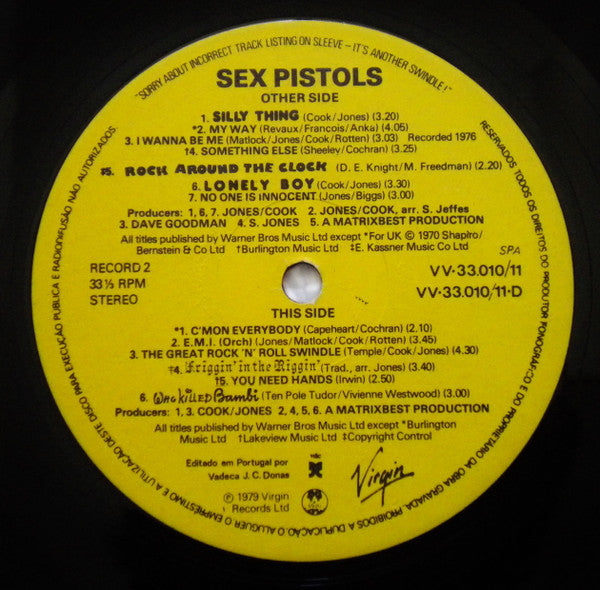 "SORRY ABOUT INCORRECT TRACK LISTING ON SLEEVE – IT'S ANOTHER SWINDLE!"
SEX PISTOLS
OTHER SIDE
1. SILLY THING (Cook/Jones) (3.20)
*2. MY WAY (Revaux/Francois/Anka) (4.05)
3. I WANNA BE ME (Matlock/Jones/Cook/Rotten) (3.03) Recorded 1976
†4. SOMETHING ELSE (Sheeley/Cochran) (3.25)
‡5. ROCK AROUND THE CLOCK (D. E. Knight/M. Freedman) (2.20)
6. LONELY BOY (Cook/Jones) (3.30)
7. NO ONE IS INNOCENT (Jones/Biggs) (3.00)
Producers: 1, 6, 7. JONES/COOK 2. JONES/COOK, arr. S. Jeffes
3. DAVE GOODMAN 4. S. JONES 5. A MATRIXBEST PRODUCTION
All titles published by Warner Bros Music Ltd except *For UK © 1970 Shapiro/
Bernstein & Co Ltd †Burlington Music Ltd ‡E. Kassner Music Co Ltd
SPA
RECORD 2
33⅓ RPM
STEREO
VV·33.010/11
VV·33.010/11·D
THIS SIDE
*1. C'MON EVERYBODY (Capeheart/Cochran) (2.10)
2. E.M.I. (Orch) (Jones/Matlock/Cook/Rotten) (3.45)
3. THE GREAT ROCK 'N' ROLL SWINDLE (Temple/Cook/Jones) (4.30)
‡4. Friggin' in the Riggin' (Trad., arr. Jones) (3.40)
†5. YOU NEED HANDS (Irwin) (2.50)
6. WHO KILLED Bambi (Ten Pole Tudor/Vivienne Westwood) (3.00)
Producers: 1, 3. COOK/JONES 2, 4, 5, 6. A MATRIXBEST PRODUCTION
All titles published by Warner Bros Music Ltd except *Burlington
Music Ltd †Lakeview Music Ltd ‡Copyright Control
Editado em Portugal por
Vadeca J. C. Donas
Virgin
℗ 1979 Virgin
Records Ltd
RESERVADOS TODOS OS DIREITOS DO PRODUTOR FONOGRÁFICO E DO PROPRIETÁRIO DA OBRA GRAVADA PROIBIDOS A DUPLICAÇÃO O ALUGUER O EMPRÉSTIMO E A UTILIZAÇÃO DESTE DISCO PARA EXECUÇÃO PUBLICA E RADIODIFUSÃO NÃO AUTORIZADOS